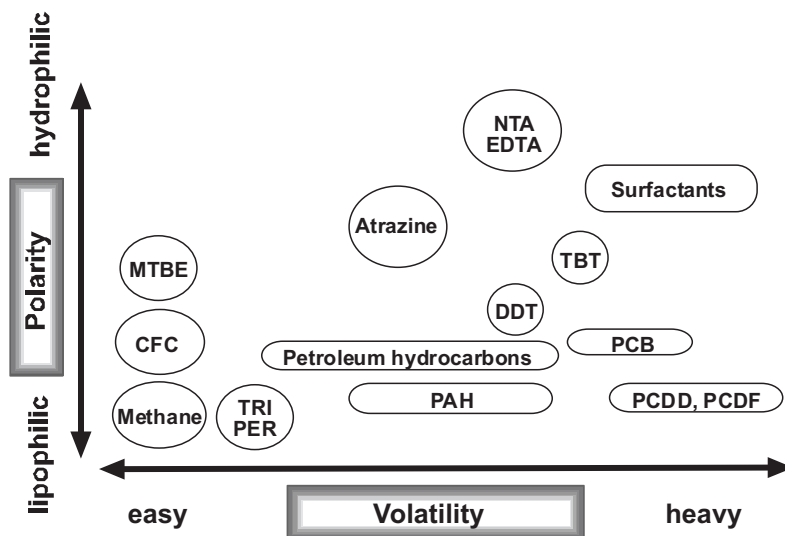 hydrophilic
Polarity
lipophilic
NTA
EDTA
Surfactants
Atrazine
TBT
MTBE
DDT
CFC
PCB
Petroleum hydrocarbons
Methane
TRI
PER
PAH
PCDD, PCDF
easy
Volatility
heavy